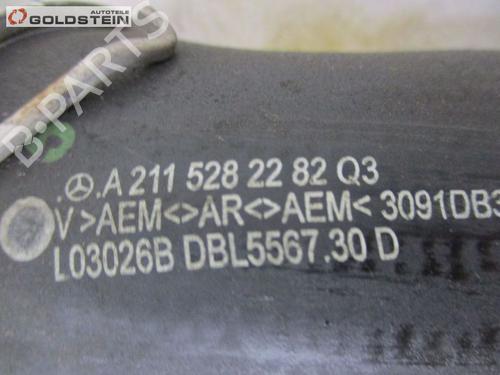 Autoteile
GOLDSTEIN
B-PARTS
.A 211 528 22 82 Q3
V>AEM<>AR<>AEM< 3091DB3
L03026B DBL5567.30 D